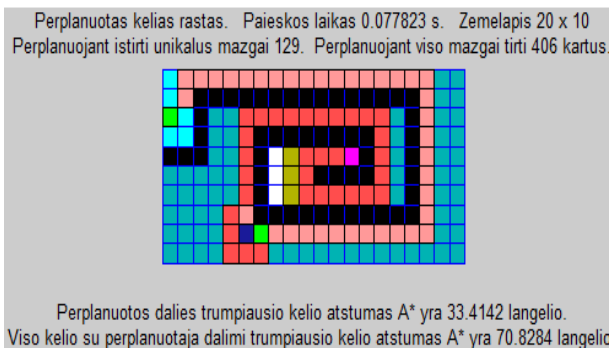 Perplanuotas kelias rastas. Paieskos laikas 0.077823 s. Zemelapis 20 x 10
Perplanuojant istirti unikalus mazgai 129. Perplanuojant viso mazgai tirti 406 kartus.
Perplanuotos dalies trumpiausio kelio atstumas A* yra 33.4142 langelio.
Viso kelio su perplanuotaja dalimi trumpiausio kelio atstumas A* yra 70.8284 langelio